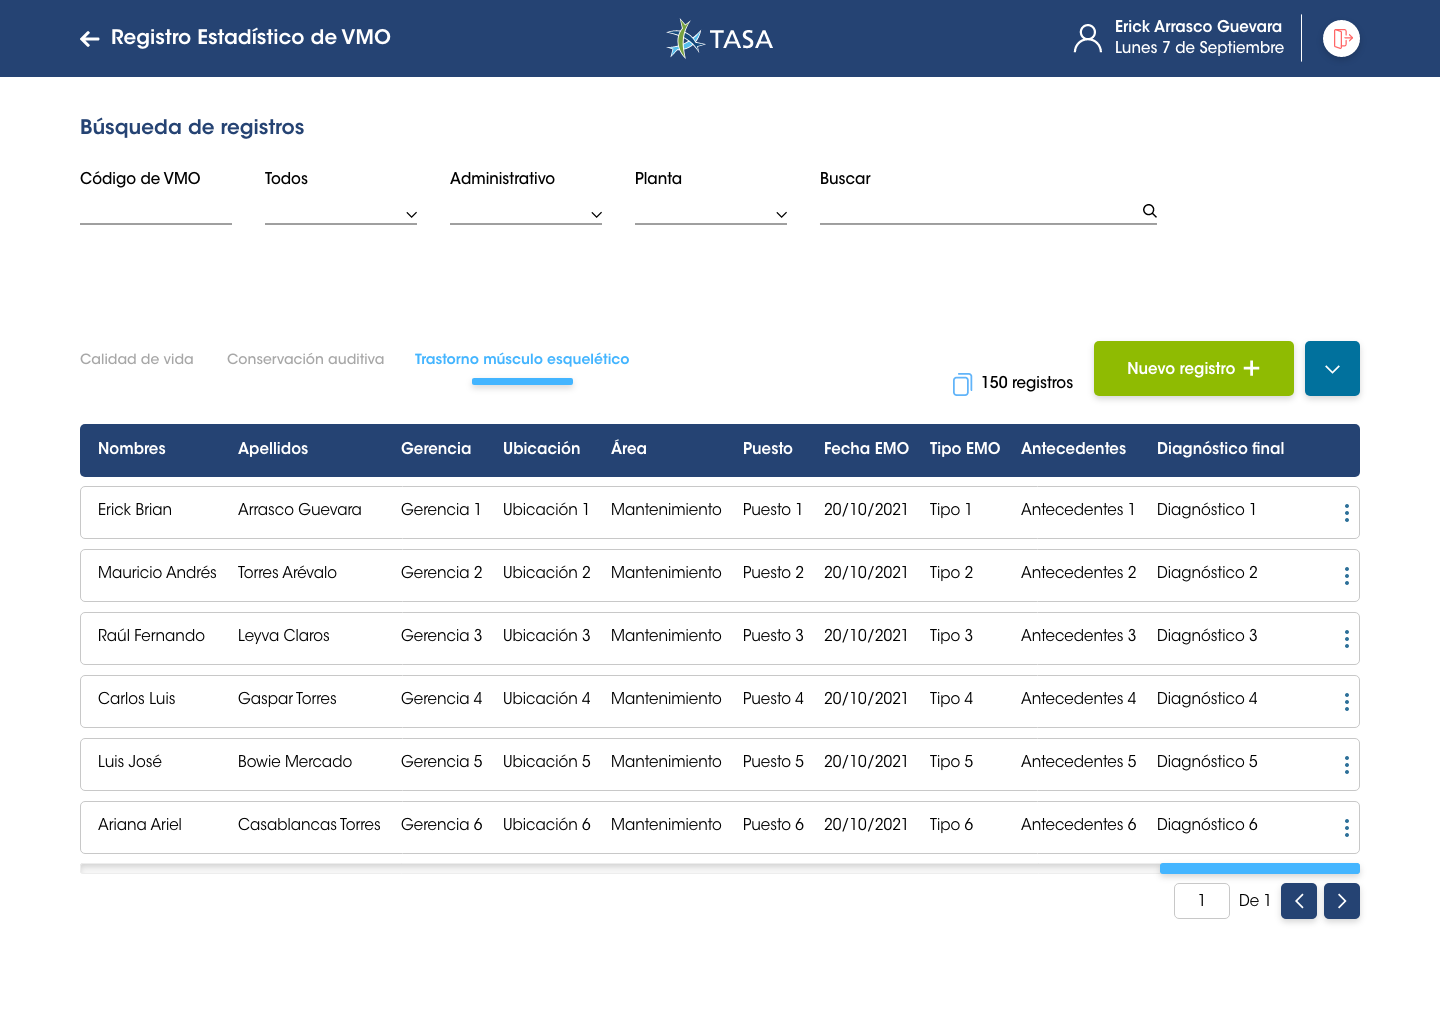 Registro Estadístico de VMO
TASA
Erick Arrasco Guevara
Lunes 7 de Septiembre
Búsqueda de registros
Código de VMO Todos Administrativo Planta Buscar
Calidad de vida Conservación auditiva Trastorno músculo esquelético
150 registros Nuevo registro
Nombres Apellidos Gerencia Ubicación Área Puesto Fecha EMO Tipo EMO Antecedentes Diagnóstico final
Erick Brian Arrasco Guevara Gerencia 1 Ubicación 1 Mantenimiento Puesto 1 20/10/2021 Tipo 1 Antecedentes 1 Diagnóstico 1
Mauricio Andrés Torres Arévalo Gerencia 2 Ubicación 2 Mantenimiento Puesto 2 20/10/2021 Tipo 2 Antecedentes 2 Diagnóstico 2
Raúl Fernando Leyva Claros Gerencia 3 Ubicación 3 Mantenimiento Puesto 3 20/10/2021 Tipo 3 Antecedentes 3 Diagnóstico 3
Carlos Luis Gaspar Torres Gerencia 4 Ubicación 4 Mantenimiento Puesto 4 20/10/2021 Tipo 4 Antecedentes 4 Diagnóstico 4
Luis José Bowie Mercado Gerencia 5 Ubicación 5 Mantenimiento Puesto 5 20/10/2021 Tipo 5 Antecedentes 5 Diagnóstico 5
Ariana Ariel Casablancas Torres Gerencia 6 Ubicación 6 Mantenimiento Puesto 6 20/10/2021 Tipo 6 Antecedentes 6 Diagnóstico 6
1 De 1